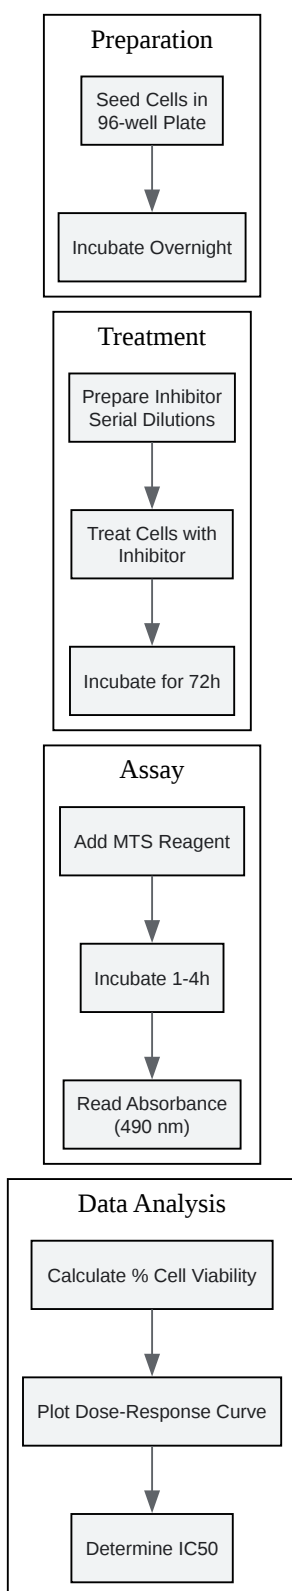 Preparation
Seed Cells in
96-well Plate
Incubate Overnight
Treatment
Prepare Inhibitor
Serial Dilutions
Treat Cells with
Inhibitor
Incubate for 72h
Assay
Add MTS Reagent
Incubate 1-4h
Read Absorbance
(490 nm)
Data Analysis
Calculate % Cell Viability
Plot Dose-Response Curve
Determine IC50